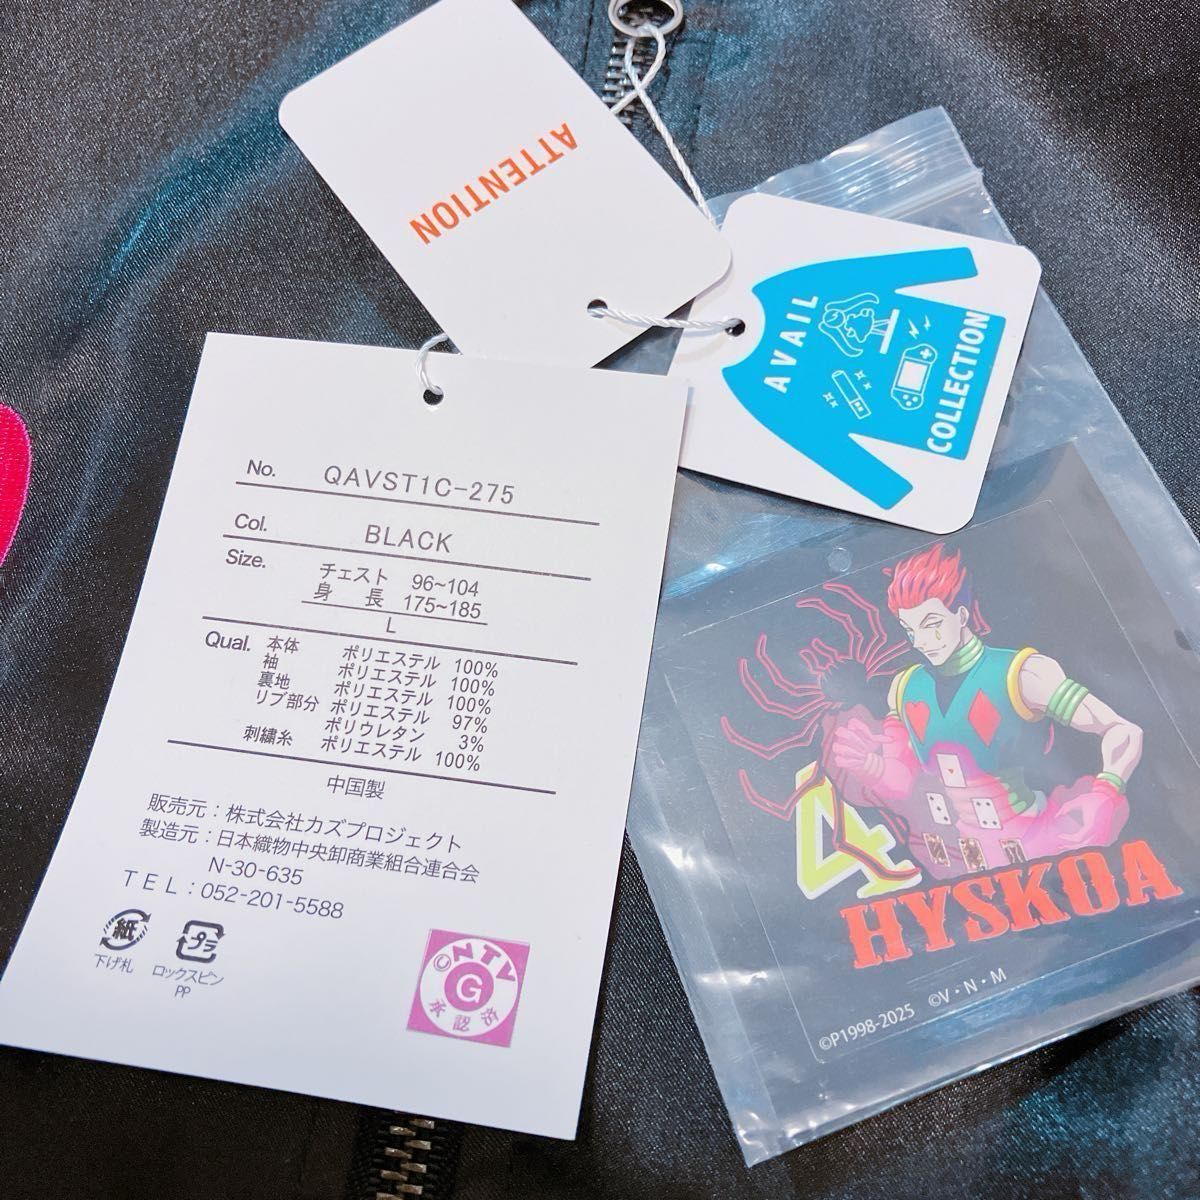 ATTENTION
AVAIL
COLLECTION
No. QAVST1C-275
Col. BLACK
Size. チェスト 96~104
身 長 175~185
L
Qual. 本体 ポリエステル 100%
袖 ポリエステル 100%
裏地 ポリエステル 100%
リブ部分 ポリエステル 97%
ポリウレタン 3%
刺繍糸 ポリエステル 100%
中国製
販売元:株式会社カズプロジェクト
製造元:日本織物中央卸商業組合連合会
N-30-635
TEL:052-201-5588
紙
下げ札
プラ
ロックスピン
PP
©NTV
G
承認済
4
HYSKOA
©P1998-2025 ©V・N・M